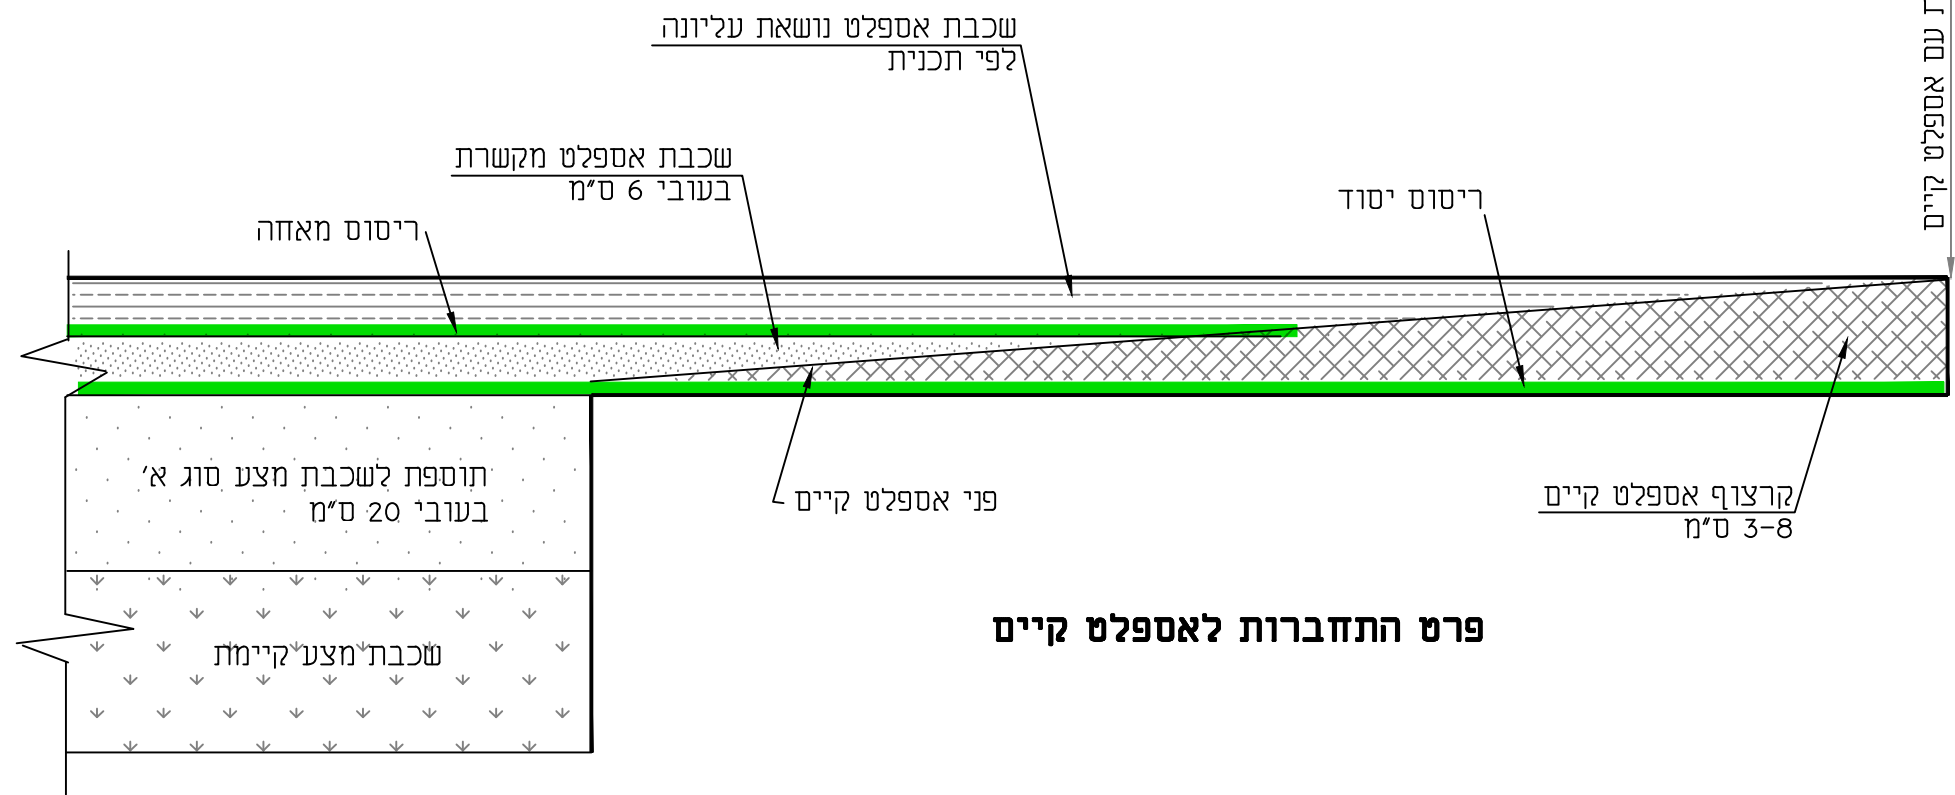 שכבת אספלט נושאת עליונה
לפי תכנית
שכבת אספלט מקשרת
בעובי 6 ס"מ
ריסוס מאחה
ריסוס יסוד
עם אספלט קיים
תוספת לשכבת מצע סוג א'
בעובי 20 ס"מ
פני אספלט קיים
קרצוף אספלט קיים
3-8 ס"מ
שכבת מצע קיימת
פרט התחברות לאספלט קיים